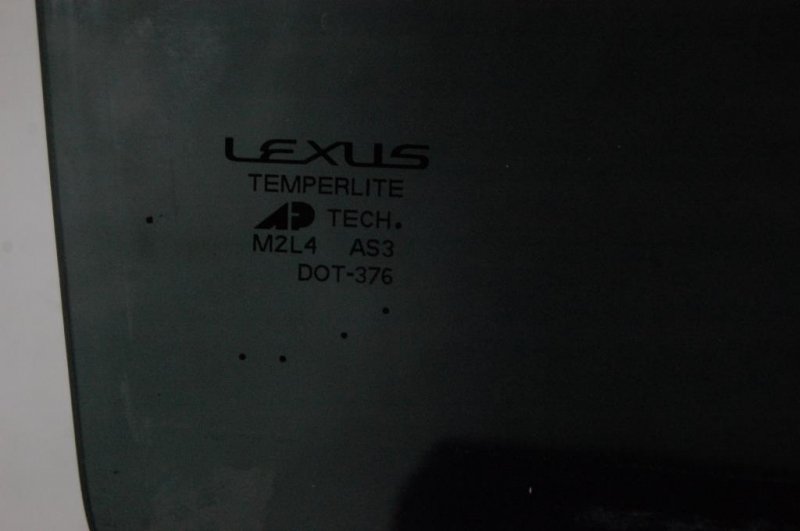 LEXUS
TEMPERLITE
AP TECH.
M2L4 AS3
DOT-376